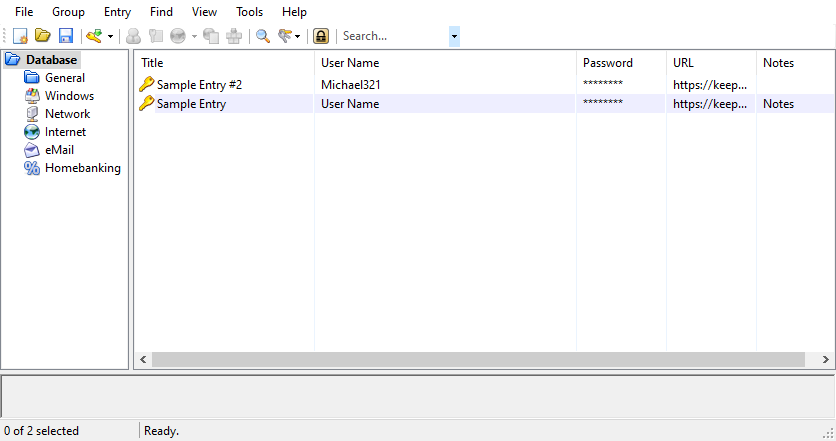 File Group Entry Find View Tools Help
Search...
Database
General
Windows
Network
Internet
eMail
Homebanking
Title User Name Password URL Notes
Sample Entry #2 Michael321 ******** https://keep...
Sample Entry User Name ******** https://keep... Notes
0 of 2 selected Ready.